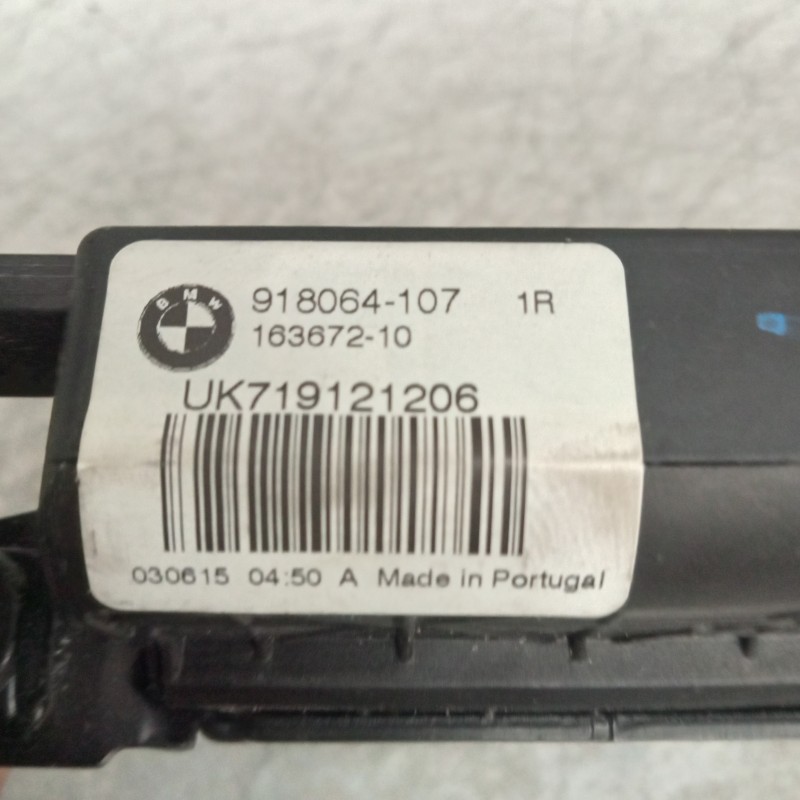 BMW
918064-107 1R
163672-10
UK719121206
030615 04:50 A Made in Portugal